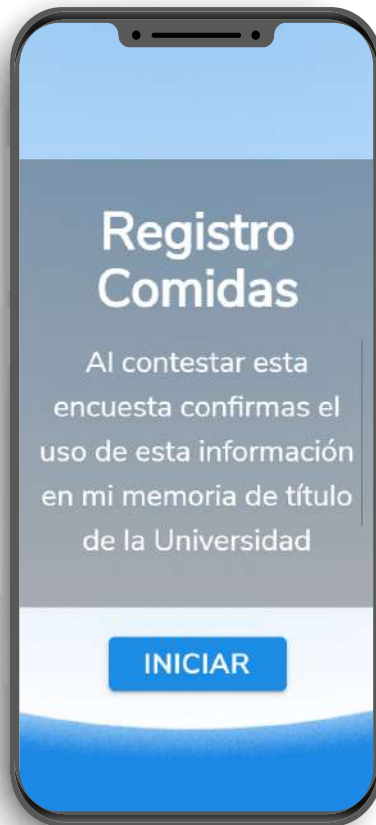 Registro
Comidas
Al contestar esta
encuesta confirmas el
uso de esta información
en mi memoria de título
de la Universidad
INICIAR